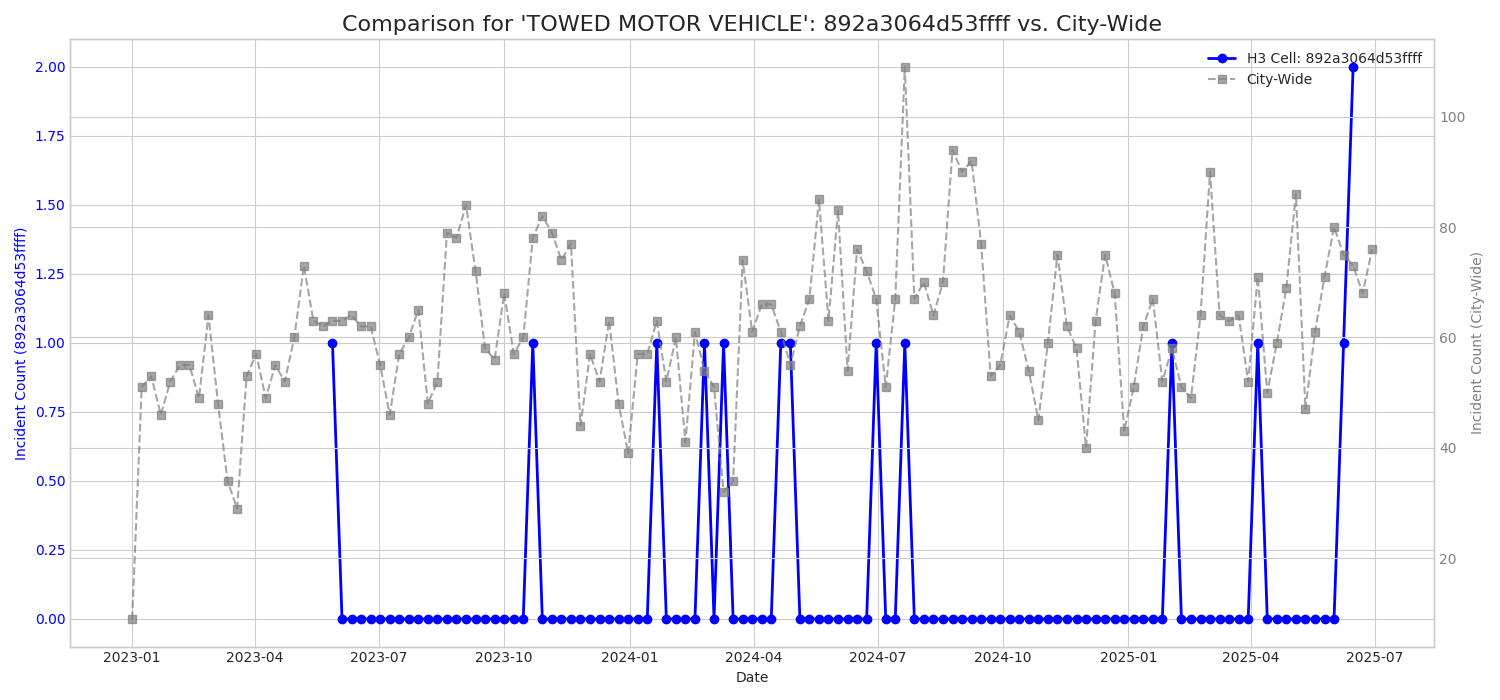 Comparison for 'TOWED MOTOR VEHICLE': 892a3064d53ffff vs. City-Wide
H3 Cell: 892a3064d53ffff
City-Wide
Incident Count (892a3064d53ffff)
2.00
1.75
1.50
1.25
1.00
0.75
0.50
0.25
0.00
100
80
60
40
20
Incident Count (City-Wide)
2023-01 2023-04 2023-07 2023-10 2024-01 2024-04 2024-07 2024-10 2025-01 2025-04 2025-07
Date